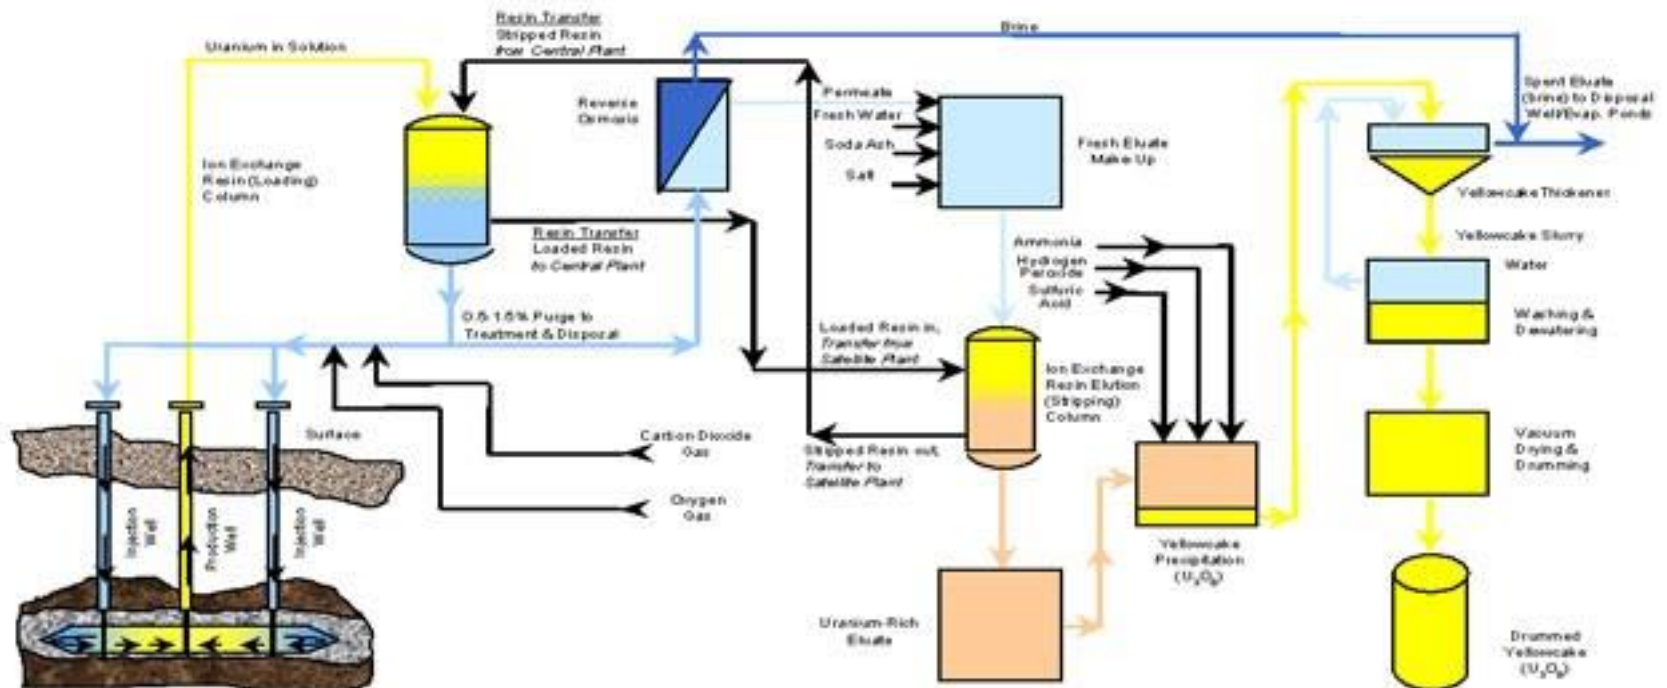 Resin Transfer
Stripped Resin
from Central Plant
Brine
Uranium in Solution
Reverse
Osmosis
Permeate
Fresh Water
Soda Ash
Salt
Fresh Eluate
Make Up
Spent Eluate
(brine) to Disposal
Well/Evap. Ponds
Ion Exchange
Resin (Loading)
Column
Yellowcake Thickener
Resin Transfer
Loaded Resin
to Central Plant
Ammonia
Hydrogen
Peroxide
Sulfuric
Acid
Yellowcake Slurry
Water
0.5-1.5% Purge to
Treatment & Disposal
Loaded Resin in,
Transfer from
Satellite Plant
Washing &
Dewatering
Ion Exchange
Resin Elution
(Stripping)
Column
Surface
Carbon Dioxide
Gas
Stripped Resin out,
Transfer to
Satellite Plant
Vacuum
Drying &
Drumming
Oxygen
Gas
Injection
Well
Production
Well
Injection
Well
Yellowcake
Precipitation
(U₃O₈)
Uranium-Rich
Eluate
Drummed
Yellowcake
(U₃O₈)